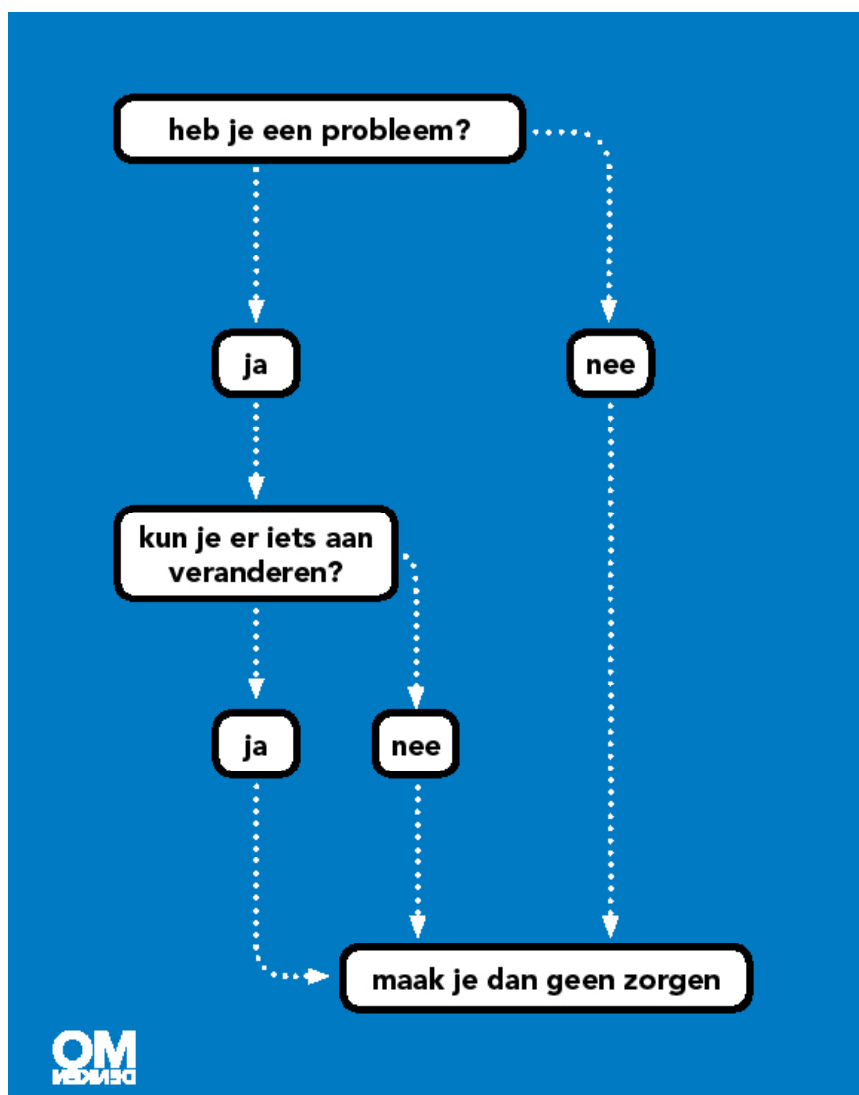 heb je een probleem?
ja
nee
kun je er iets aan
veranderen?
ja
nee
maak je dan geen zorgen
OM
DENKEN